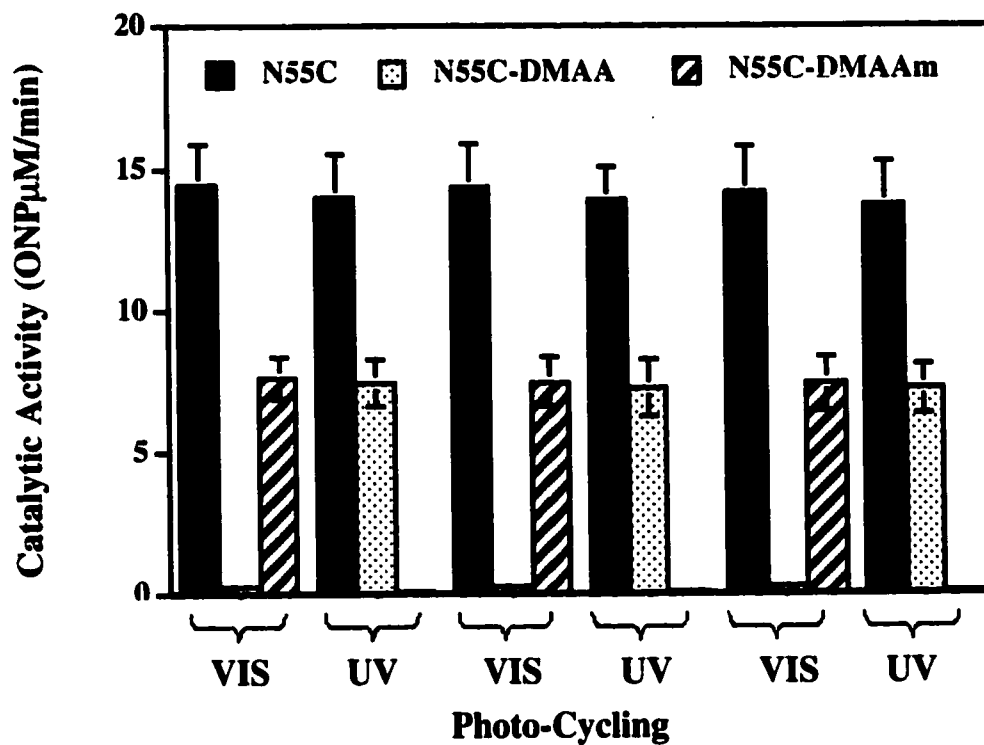 Catalytic Activity (ONPµM/min)
20
15
10
5
0
N55C N55C-DMAA N55C-DMAAm
VIS UV VIS UV VIS UV
Photo-Cycling